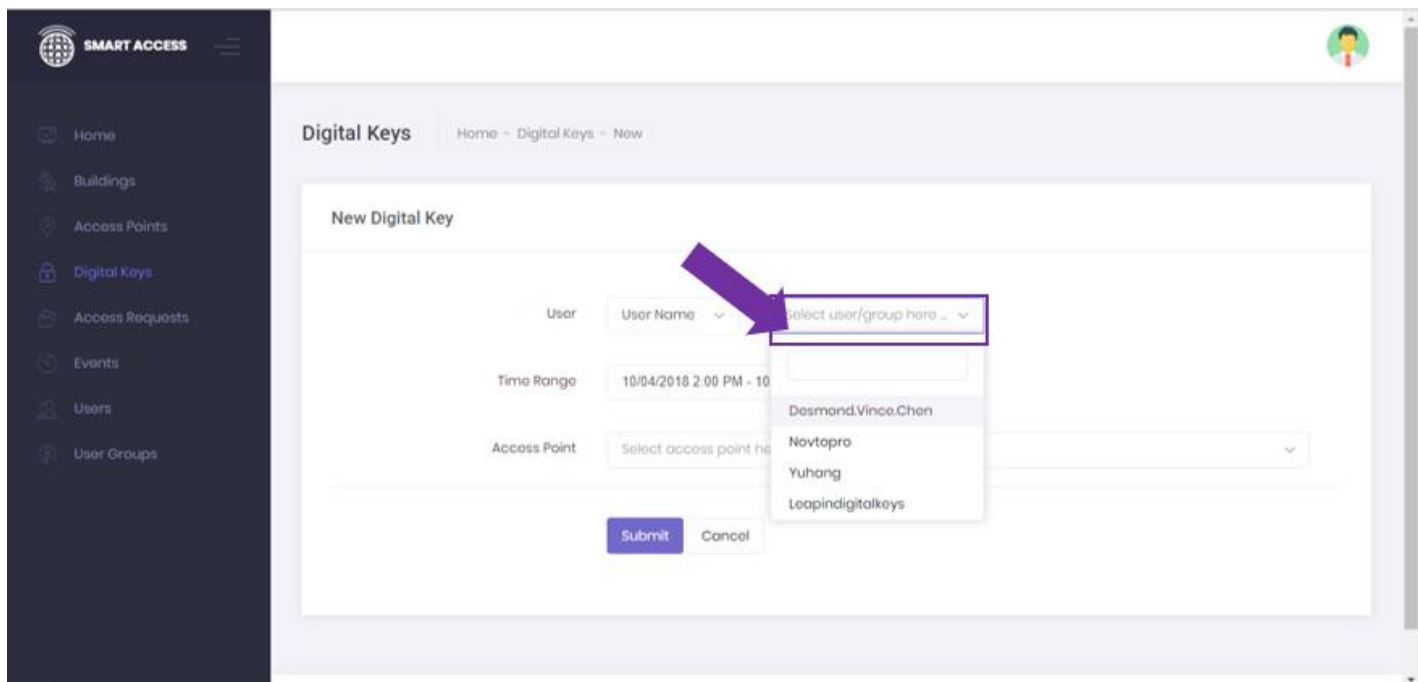 SMART ACCESS
Home
Buildings
Access Points
Digital Keys
Access Requests
Events
Users
User Groups
Digital Keys
Home - Digital Keys - New
New Digital Key
User
User Name
Select user/group here ...
Time Range
10/04/2018 2:00 PM - 10
Desmond.Vince.Chen
Novtopro
Yuhang
Leapindigitalkeys
Access Point
Select access point he
Submit
Cancel